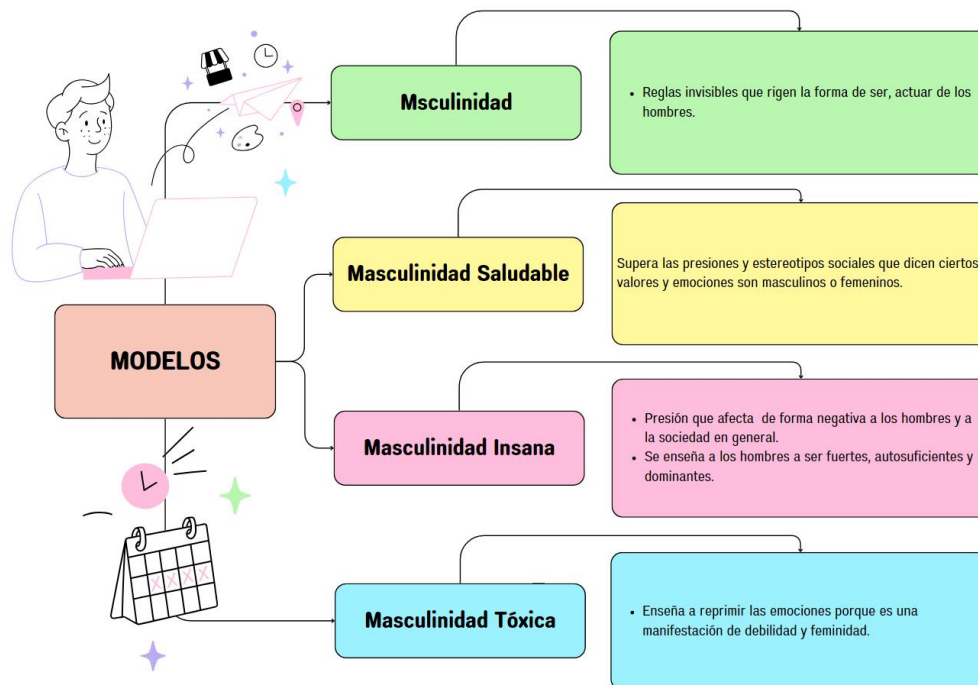 Msculinidad
• Reglas invisibles que rigen la forma de ser, actuar de los
hombres.
Masculinidad Saludable
Supera las presiones y estereotipos sociales que dicen ciertos
valores y emociones son masculinos o femeninos.
MODELOS
Masculinidad Insana
• Presión que afecta de forma negativa a los hombres y a
la sociedad en general.
• Se enseña a los hombres a ser fuertes, autosuficientes y
dominantes.
Masculinidad Tóxica
• Enseña a reprimir las emociones porque es una
manifestación de debilidad y feminidad.